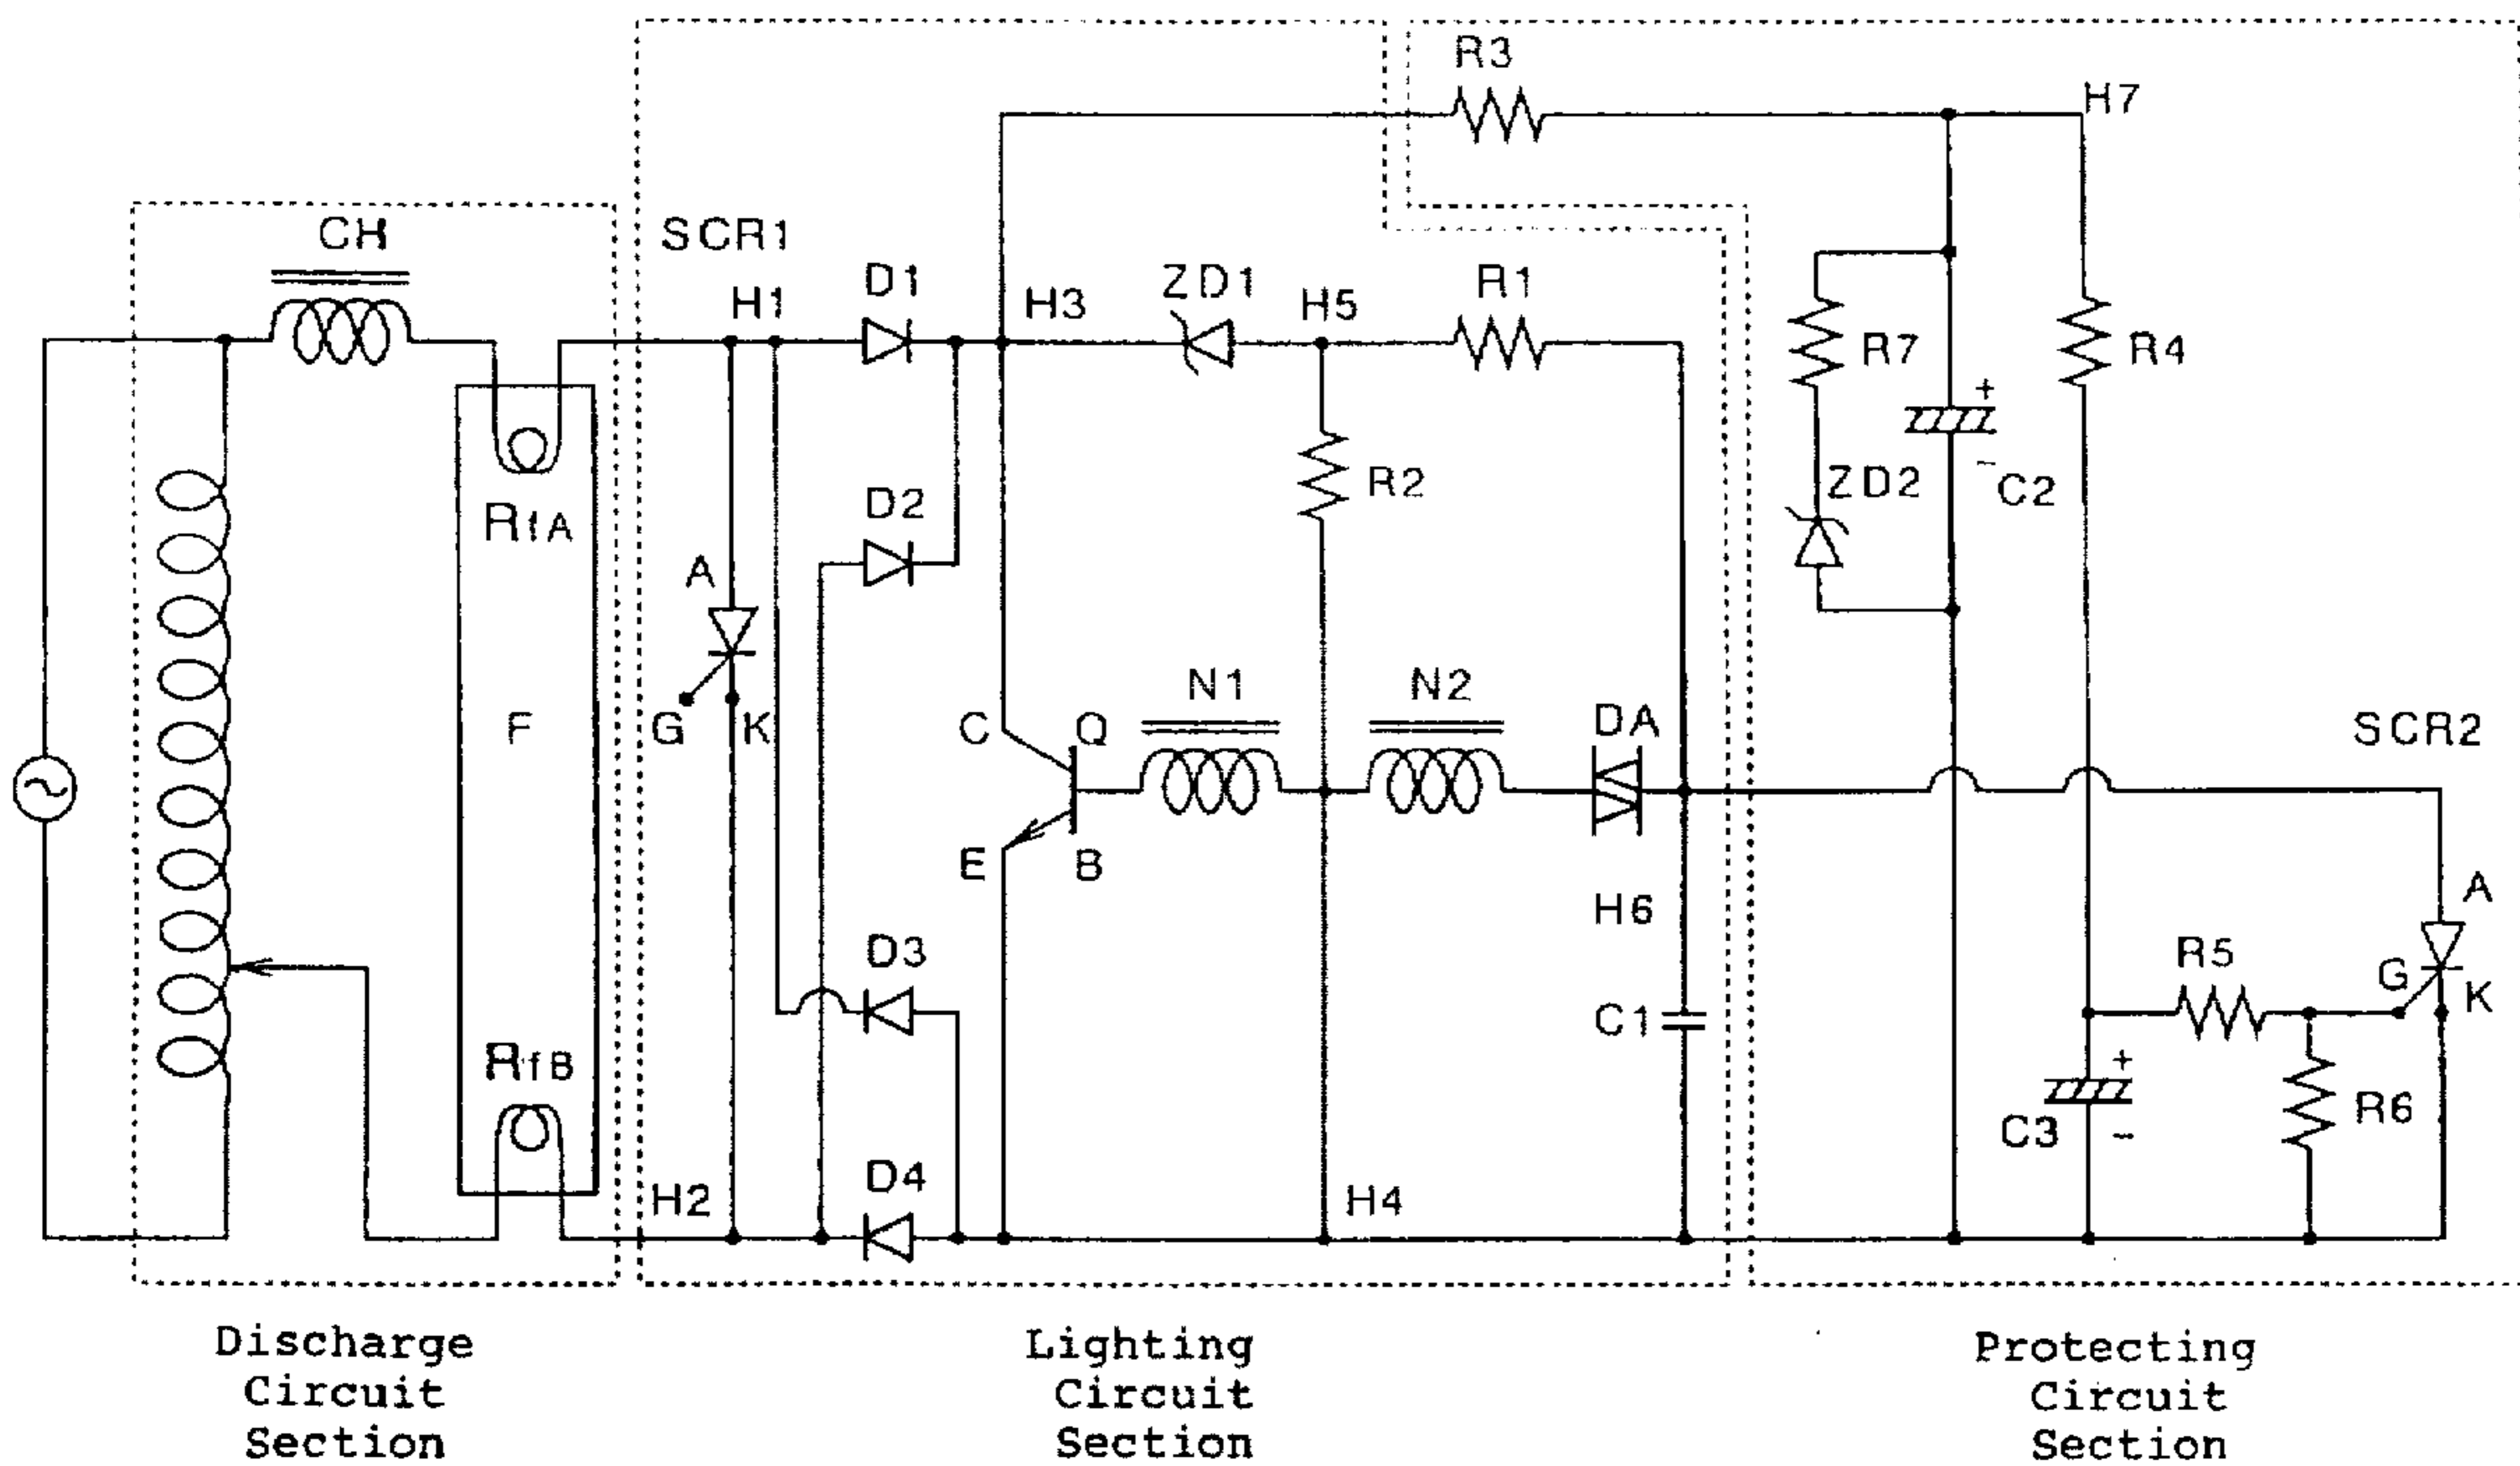 R3
H7
CH
SCR1
H1
D1
H3
ZD1
H5
R1
R7
R4
D2
R2
ZD2
+
−
C2
RfA
A
F
G
K
C
Q
N1
N2
DA
SCR2
E
B
H6
A
D3
R5
G
K
C1
RfB
+
−
C3
R6
H2
D4
H4
Discharge
Circuit
Section
Lighting
Circuit
Section
Protecting
Circuit
Section